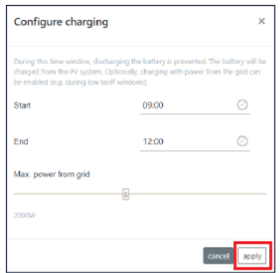 Configure charging ×
During this time window, discharging the battery is prevented. The battery will be
charged from the PV system. Optionally, charging with power from the grid can
be enabled (e.g. during low tariff windows).
Start 09:00
End 12:00
Max. power from grid
2000W
cancel apply